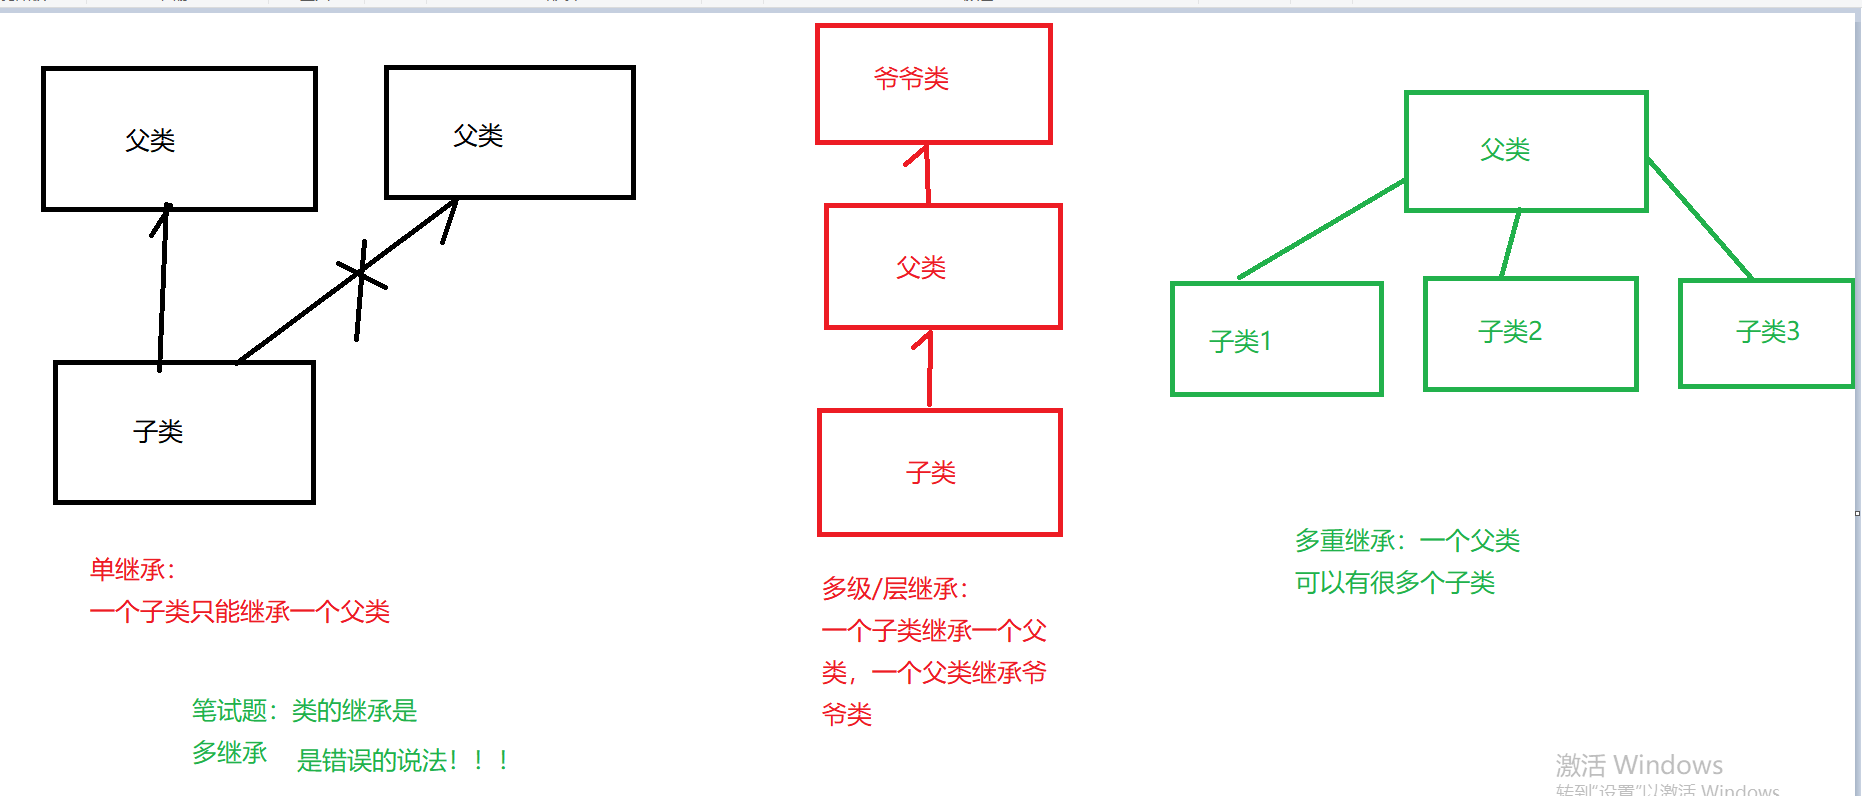 父类
父类
子类
单继承：
一个子类只能继承一个父类
笔试题：类的继承是
多继承 是错误的说法！！！
爷爷类
父类
子类
多级/层继承：
一个子类继承一个父
类，一个父类继承爷
爷类
父类
子类1
子类2
子类3
多重继承：一个父类
可以有很多个子类
激活 Windows
转到"设置"以激活 Windows